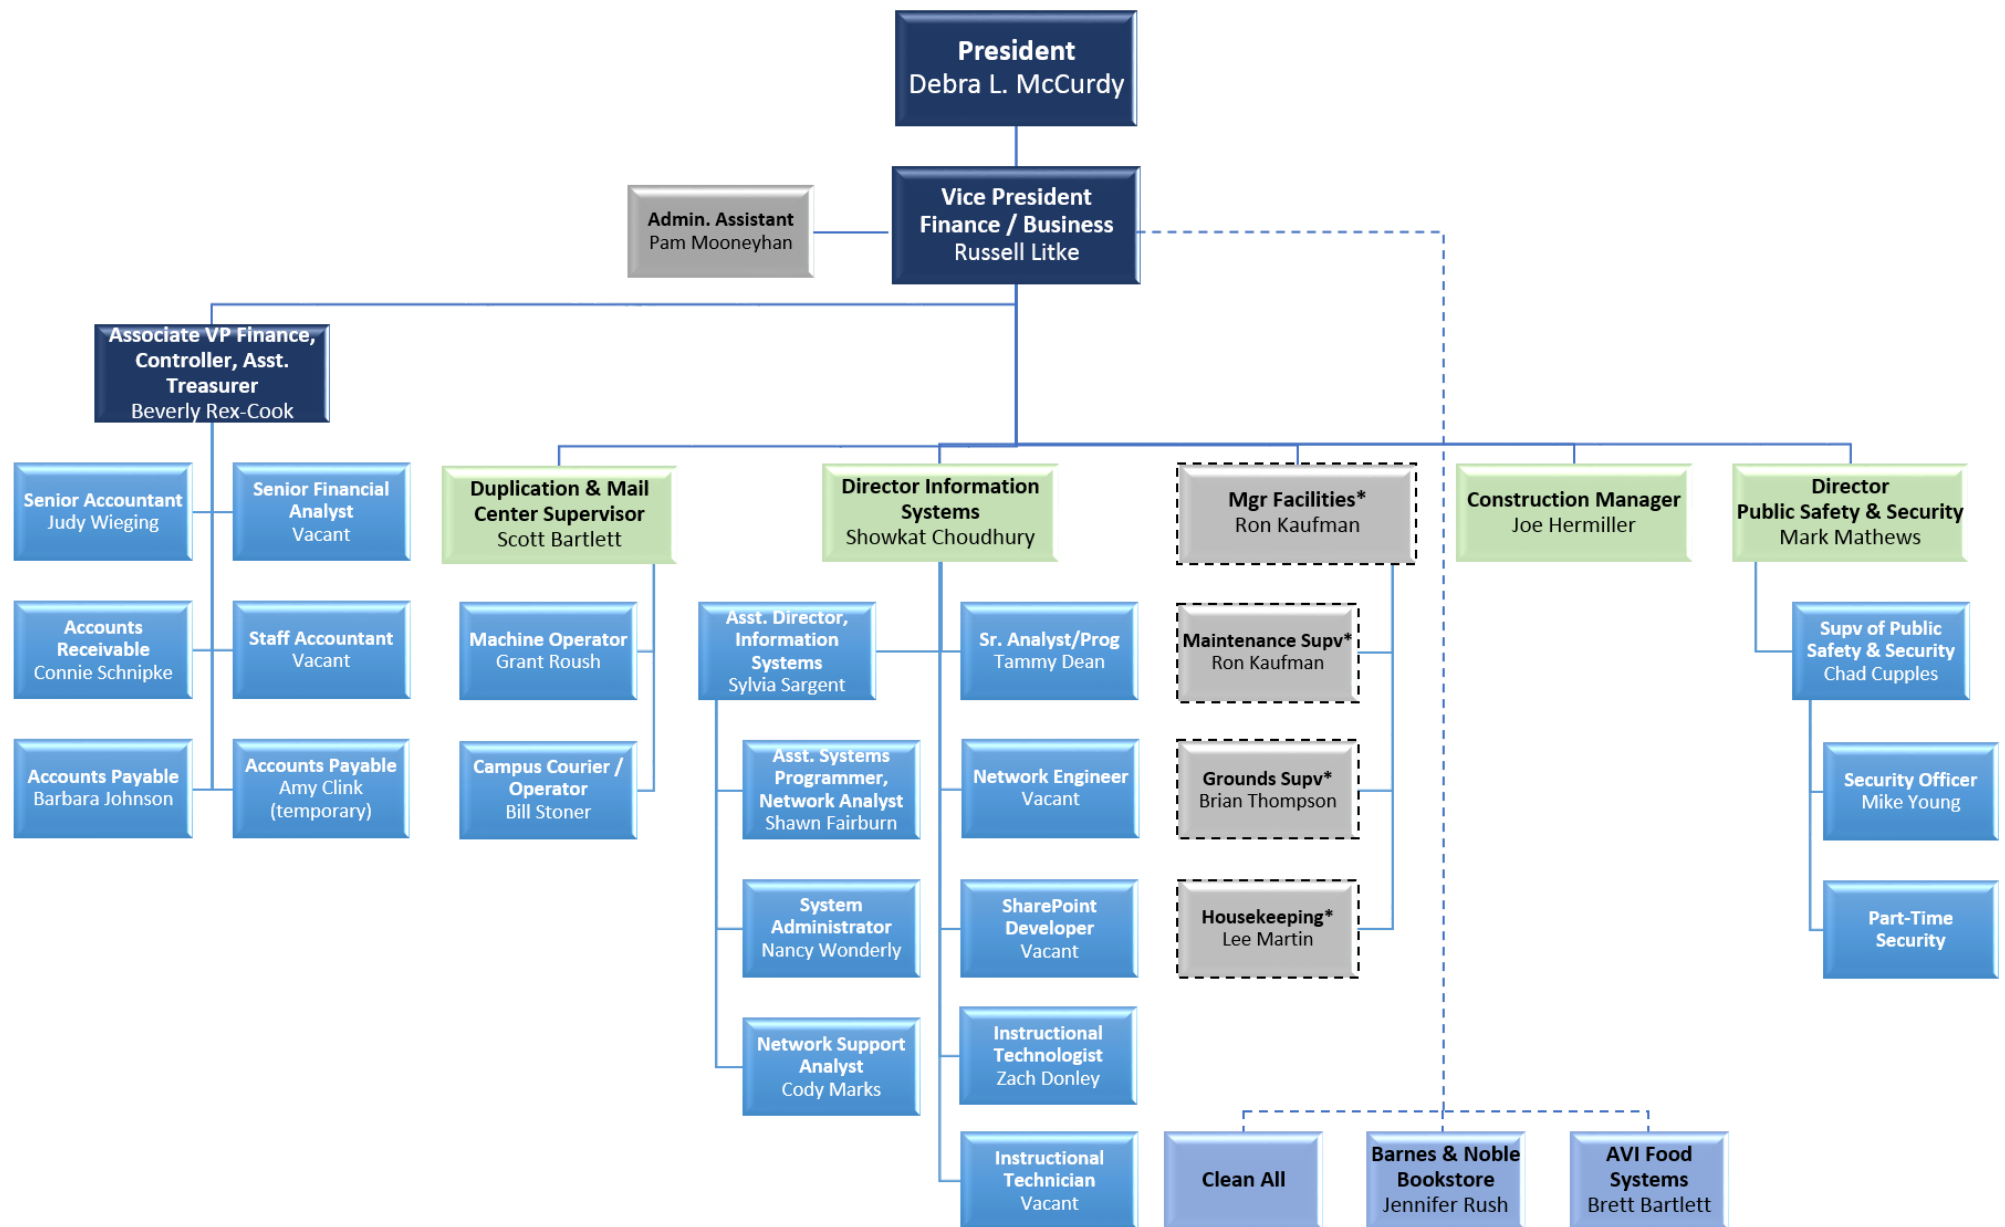 President
Debra L. McCurdy
Vice President
Finance / Business
Russell Litke
Admin. Assistant
Pam Mooneyhan
Associate VP Finance,
Controller, Asst.
Treasurer
Beverly Rex-Cook
Senior Accountant
Judy Wieging
Senior Financial
Analyst
Vacant
Accounts
Receivable
Connie Schnipke
Staff Accountant
Vacant
Accounts Payable
Barbara Johnson
Accounts Payable
Amy Clink
(temporary)
Duplication & Mail
Center Supervisor
Scott Bartlett
Machine Operator
Grant Roush
Campus Courier /
Operator
Bill Stoner
Director Information
Systems
Showkat Choudhury
Asst. Director,
Information
Systems
Sylvia Sargent
Asst. Systems
Programmer,
Network Analyst
Shawn Fairburn
System
Administrator
Nancy Wonderly
Network Support
Analyst
Cody Marks
Sr. Analyst/Prog
Tammy Dean
Network Engineer
Vacant
SharePoint
Developer
Vacant
Instructional
Technologist
Zach Donley
Instructional
Technician
Vacant
Mgr Facilities*
Ron Kaufman
Maintenance Supv*
Ron Kaufman
Grounds Supv*
Brian Thompson
Housekeeping*
Lee Martin
Construction Manager
Joe Hermiller
Director
Public Safety & Security
Mark Mathews
Supv of Public
Safety & Security
Chad Cupples
Security Officer
Mike Young
Part-Time
Security
Clean All
Barnes & Noble
Bookstore
Jennifer Rush
AVI Food
Systems
Brett Bartlett